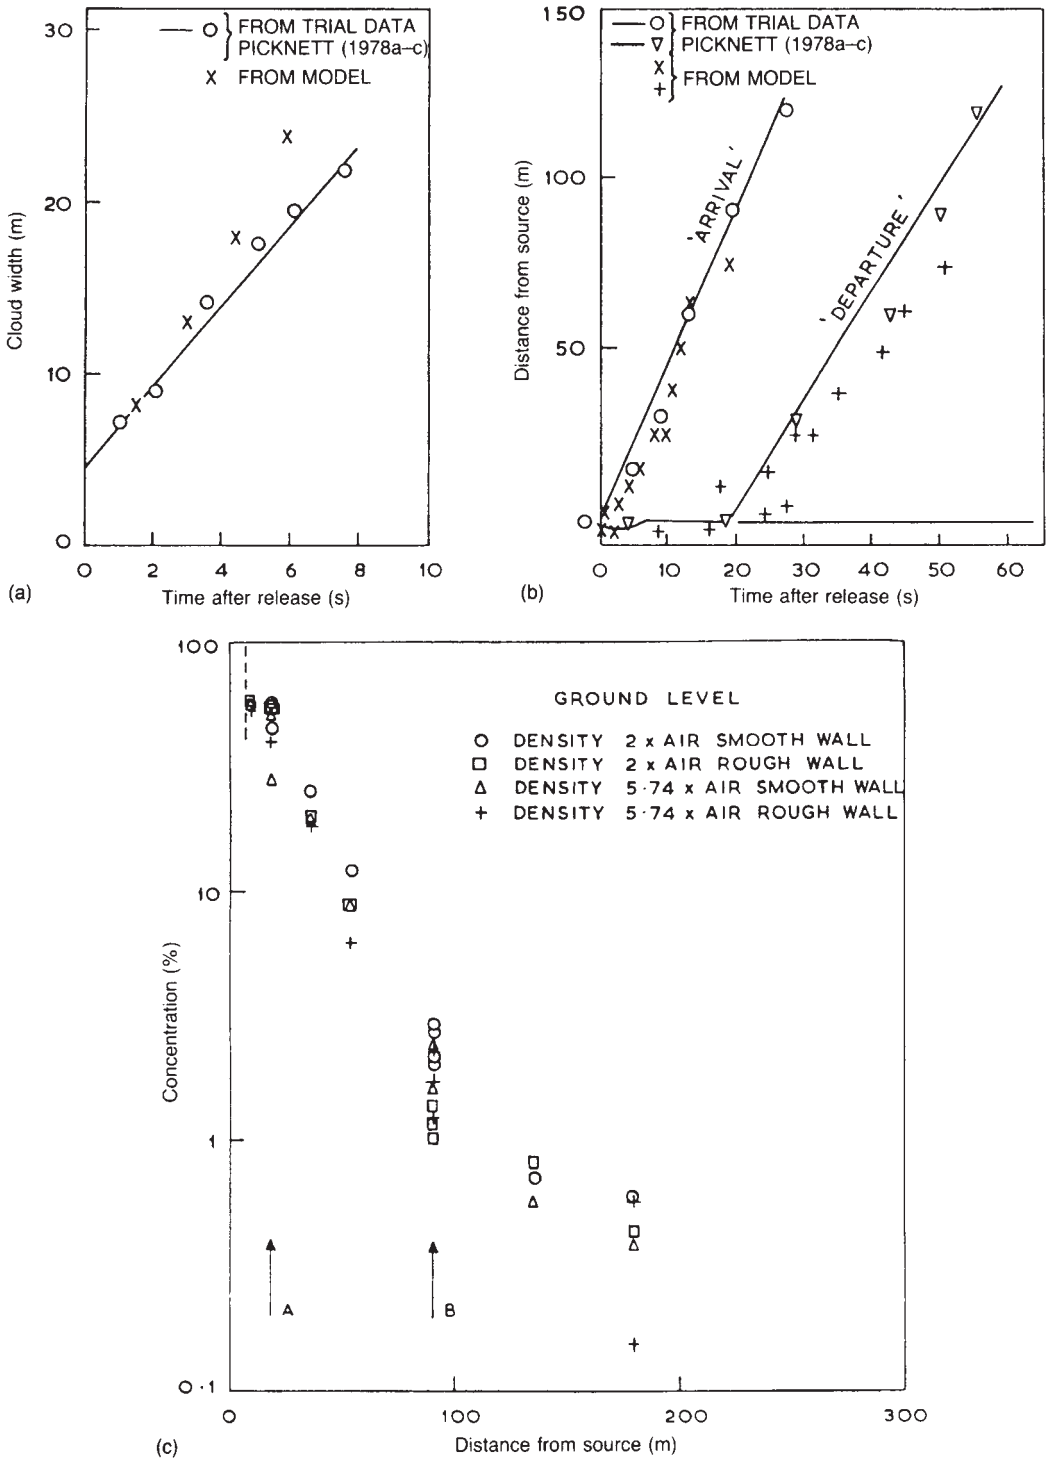 30
20
10
0
Cloud width (m)
0 2 4 6 8 10
Time after release (s)
(a)
FROM TRIAL DATA
PICKNETT (1978a–c)
FROM MODEL
150
100
50
0
Distance from source (m)
0 10 20 30 40 50 60
Time after release (s)
(b)
FROM TRIAL DATA
PICKNETT (1978a–c)
FROM MODEL
'ARRIVAL'
'DEPARTURE'
100
10
1
0·1
Concentration (%)
GROUND LEVEL
DENSITY 2 x AIR SMOOTH WALL
DENSITY 2 x AIR ROUGH WALL
DENSITY 5·74 x AIR SMOOTH WALL
DENSITY 5·74 x AIR ROUGH WALL
A
B
0 100 200 300
Distance from source (m)
(c)